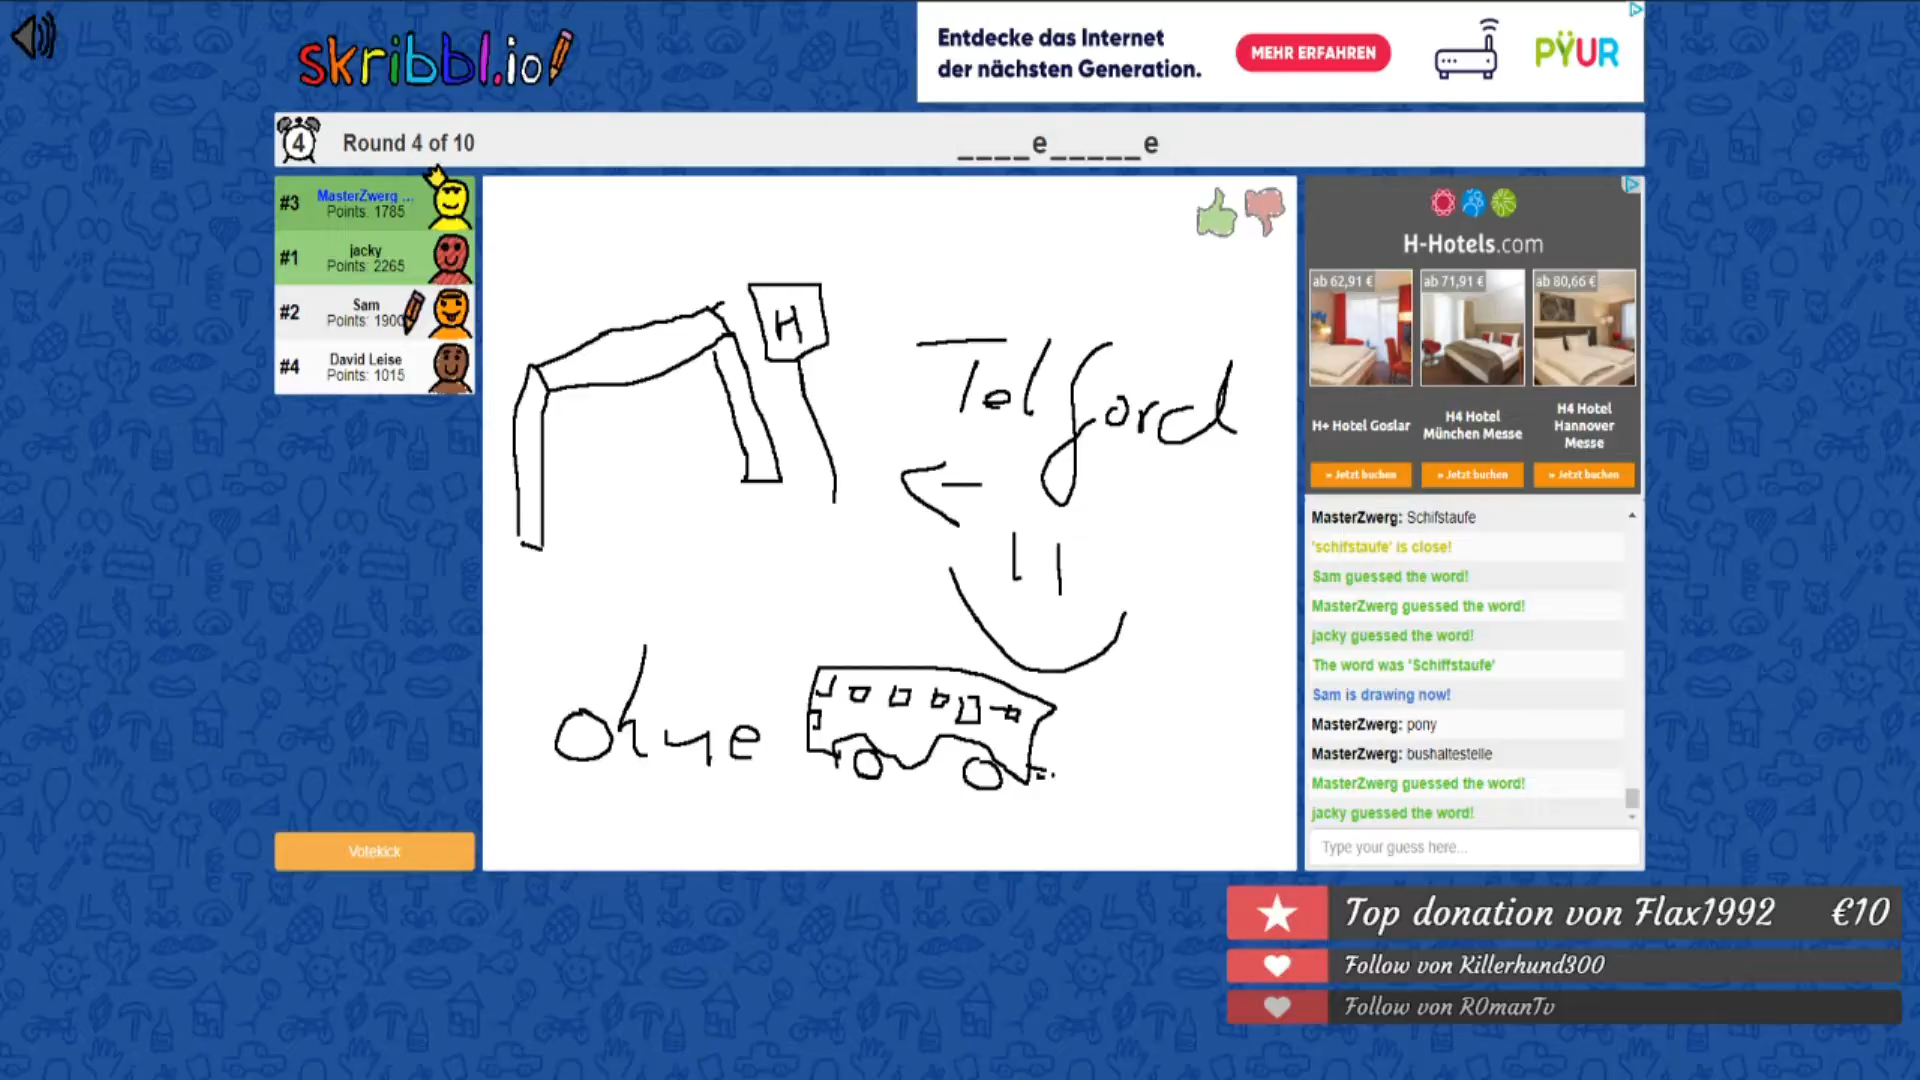 skribbl.io
Entdecke das Internet
der nächsten Generation.
MEHR ERFAHREN
PŸUR
4
Round 4 of 10
____e_____e
#3
MasterZwerg ...
Points: 1785
#1
jacky
Points: 2265
#2
Sam
Points: 1900
#4
David Leise
Points: 1015
H
Telford
ohne
H-Hotels.com
ab 62,91 €
ab 71,91 €
ab 80,66 €
H+ Hotel Goslar
H4 Hotel
München Messe
H4 Hotel
Hannover
Messe
» Jetzt buchen
» Jetzt buchen
» Jetzt buchen
MasterZwerg: Schifstaufe
'schifstaufe' is close!
Sam guessed the word!
MasterZwerg guessed the word!
jacky guessed the word!
The word was 'Schiffstaufe'
Sam is drawing now!
MasterZwerg: pony
MasterZwerg: bushaltestelle
MasterZwerg guessed the word!
jacky guessed the word!
Type your guess here...
Votekick
Top donation von Flax1992 €10
Follow von Killerhund300
Follow von R0manTv